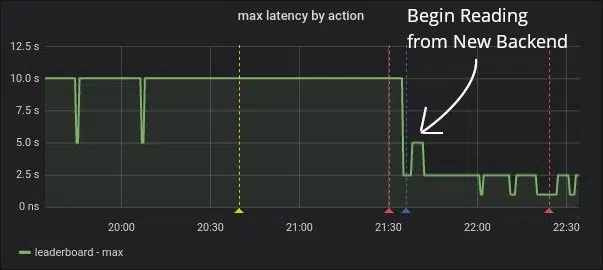 max latency by action
Begin Reading
from New Backend
12.5 s
10.0 s
7.5 s
5.0 s
2.5 s
0 ns
20:00 20:30 21:00 21:30 22:00 22:30
leaderboard - max